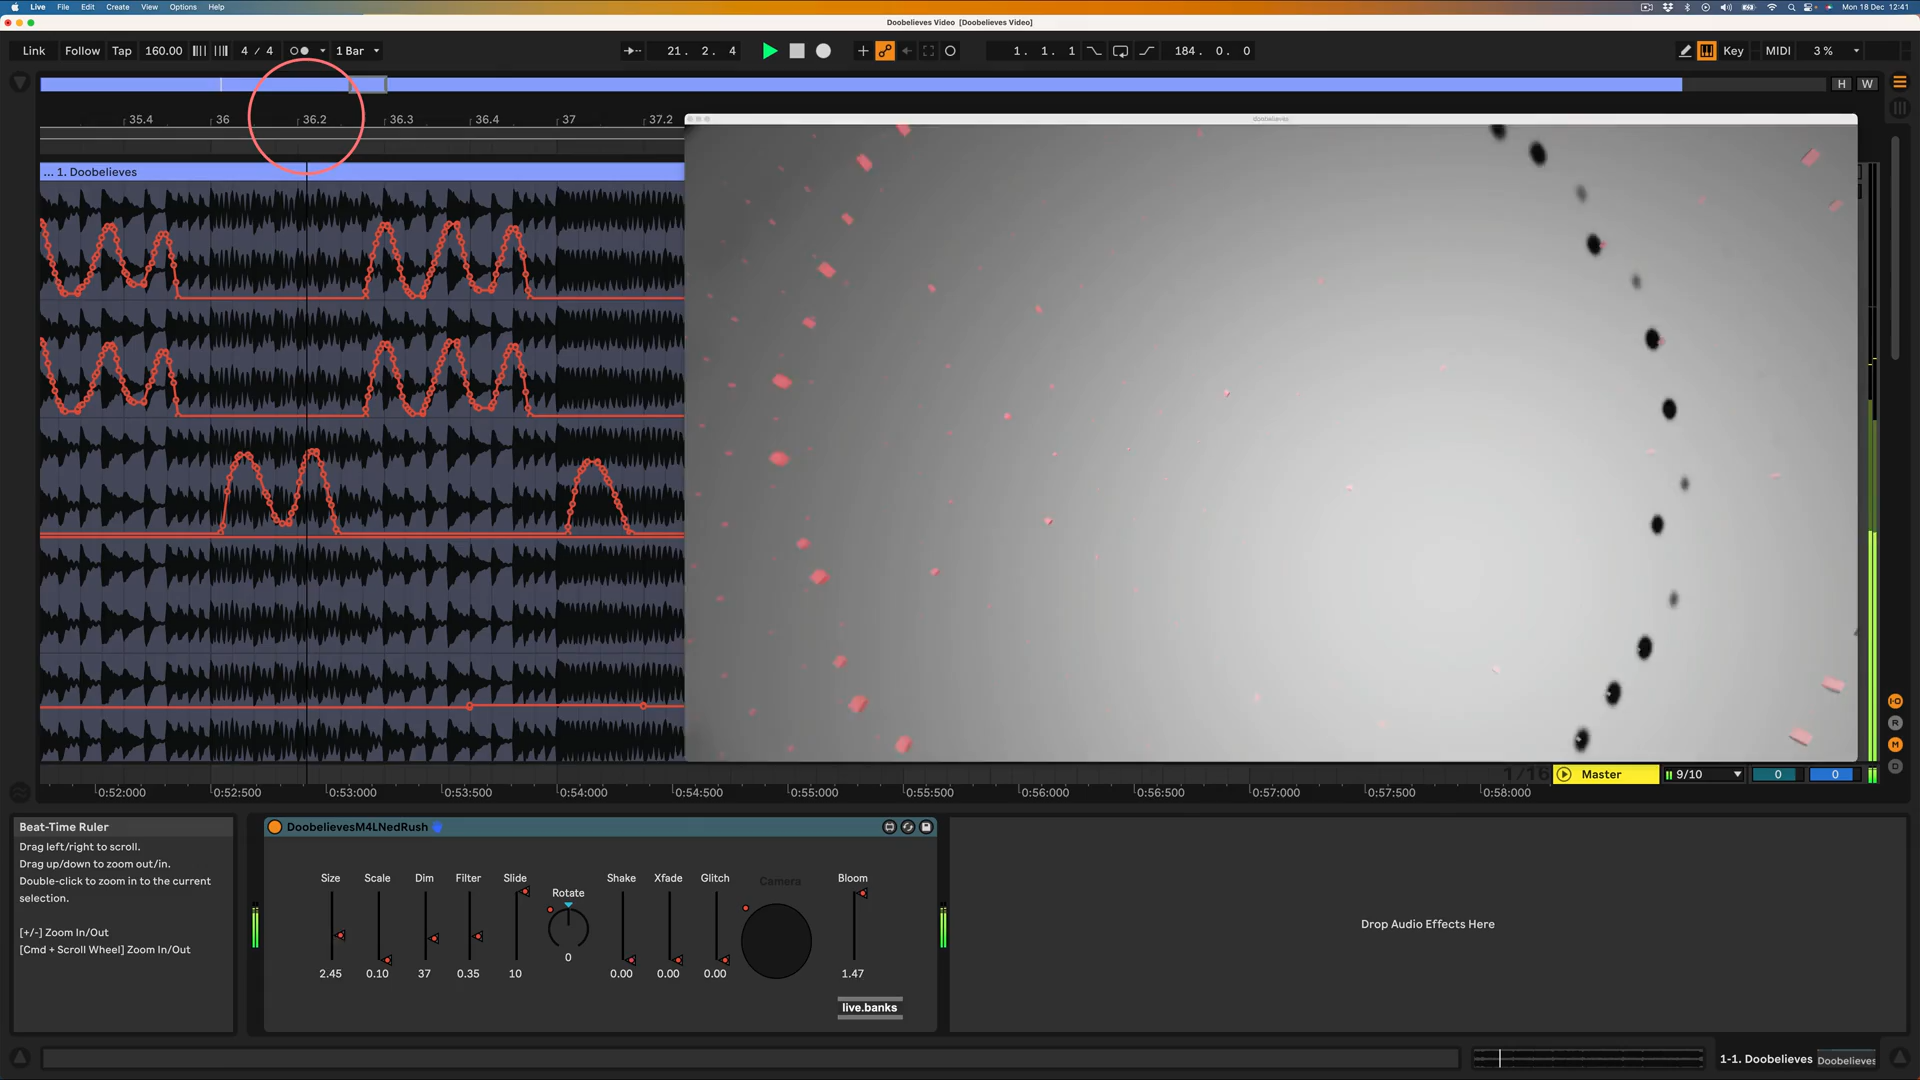 Live File Edit Create View Options Help
Mon 18 Dec 12:41
Doobelieves Video [Doobelieves Video]
Link Follow Tap 160.00 4 / 4 1 Bar 21. 2. 4 1. 1. 1 184. 0. 0 Key MIDI 3 %
H W
35.4 36 36.2 36.3 36.4 37 37.2
doobelieves
... 1. Doobelieves
I·O
R
M
D
1/16
Master 9/10 0 0
0:52:000 0:52:500 0:53:000 0:53:500 0:54:000 0:54:500 0:55:000 0:55:500 0:56:000 0:56:500 0:57:000 0:57:500 0:58:000
Beat-Time Ruler
Drag left/right to scroll.
Drag up/down to zoom out/in.
Double-click to zoom in to the current
selection.
[+/-] Zoom In/Out
[Cmd + Scroll Wheel] Zoom In/Out
DoobelievesM4LNedRush
Size Scale Dim Filter Slide Rotate Shake Xfade Glitch Camera Bloom
2.45 0.10 37 0.35 10 0 0.00 0.00 0.00 1.47
live.banks
Drop Audio Effects Here
1-1. Doobelieves Doobelieves